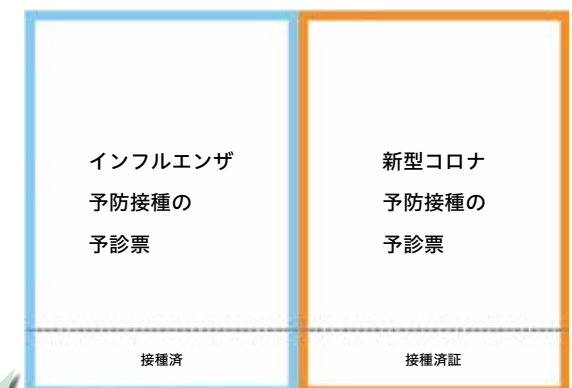 インフルエンザ
予防接種の
予診票
接種済
新型コロナ
予防接種の
予診票
接種済証